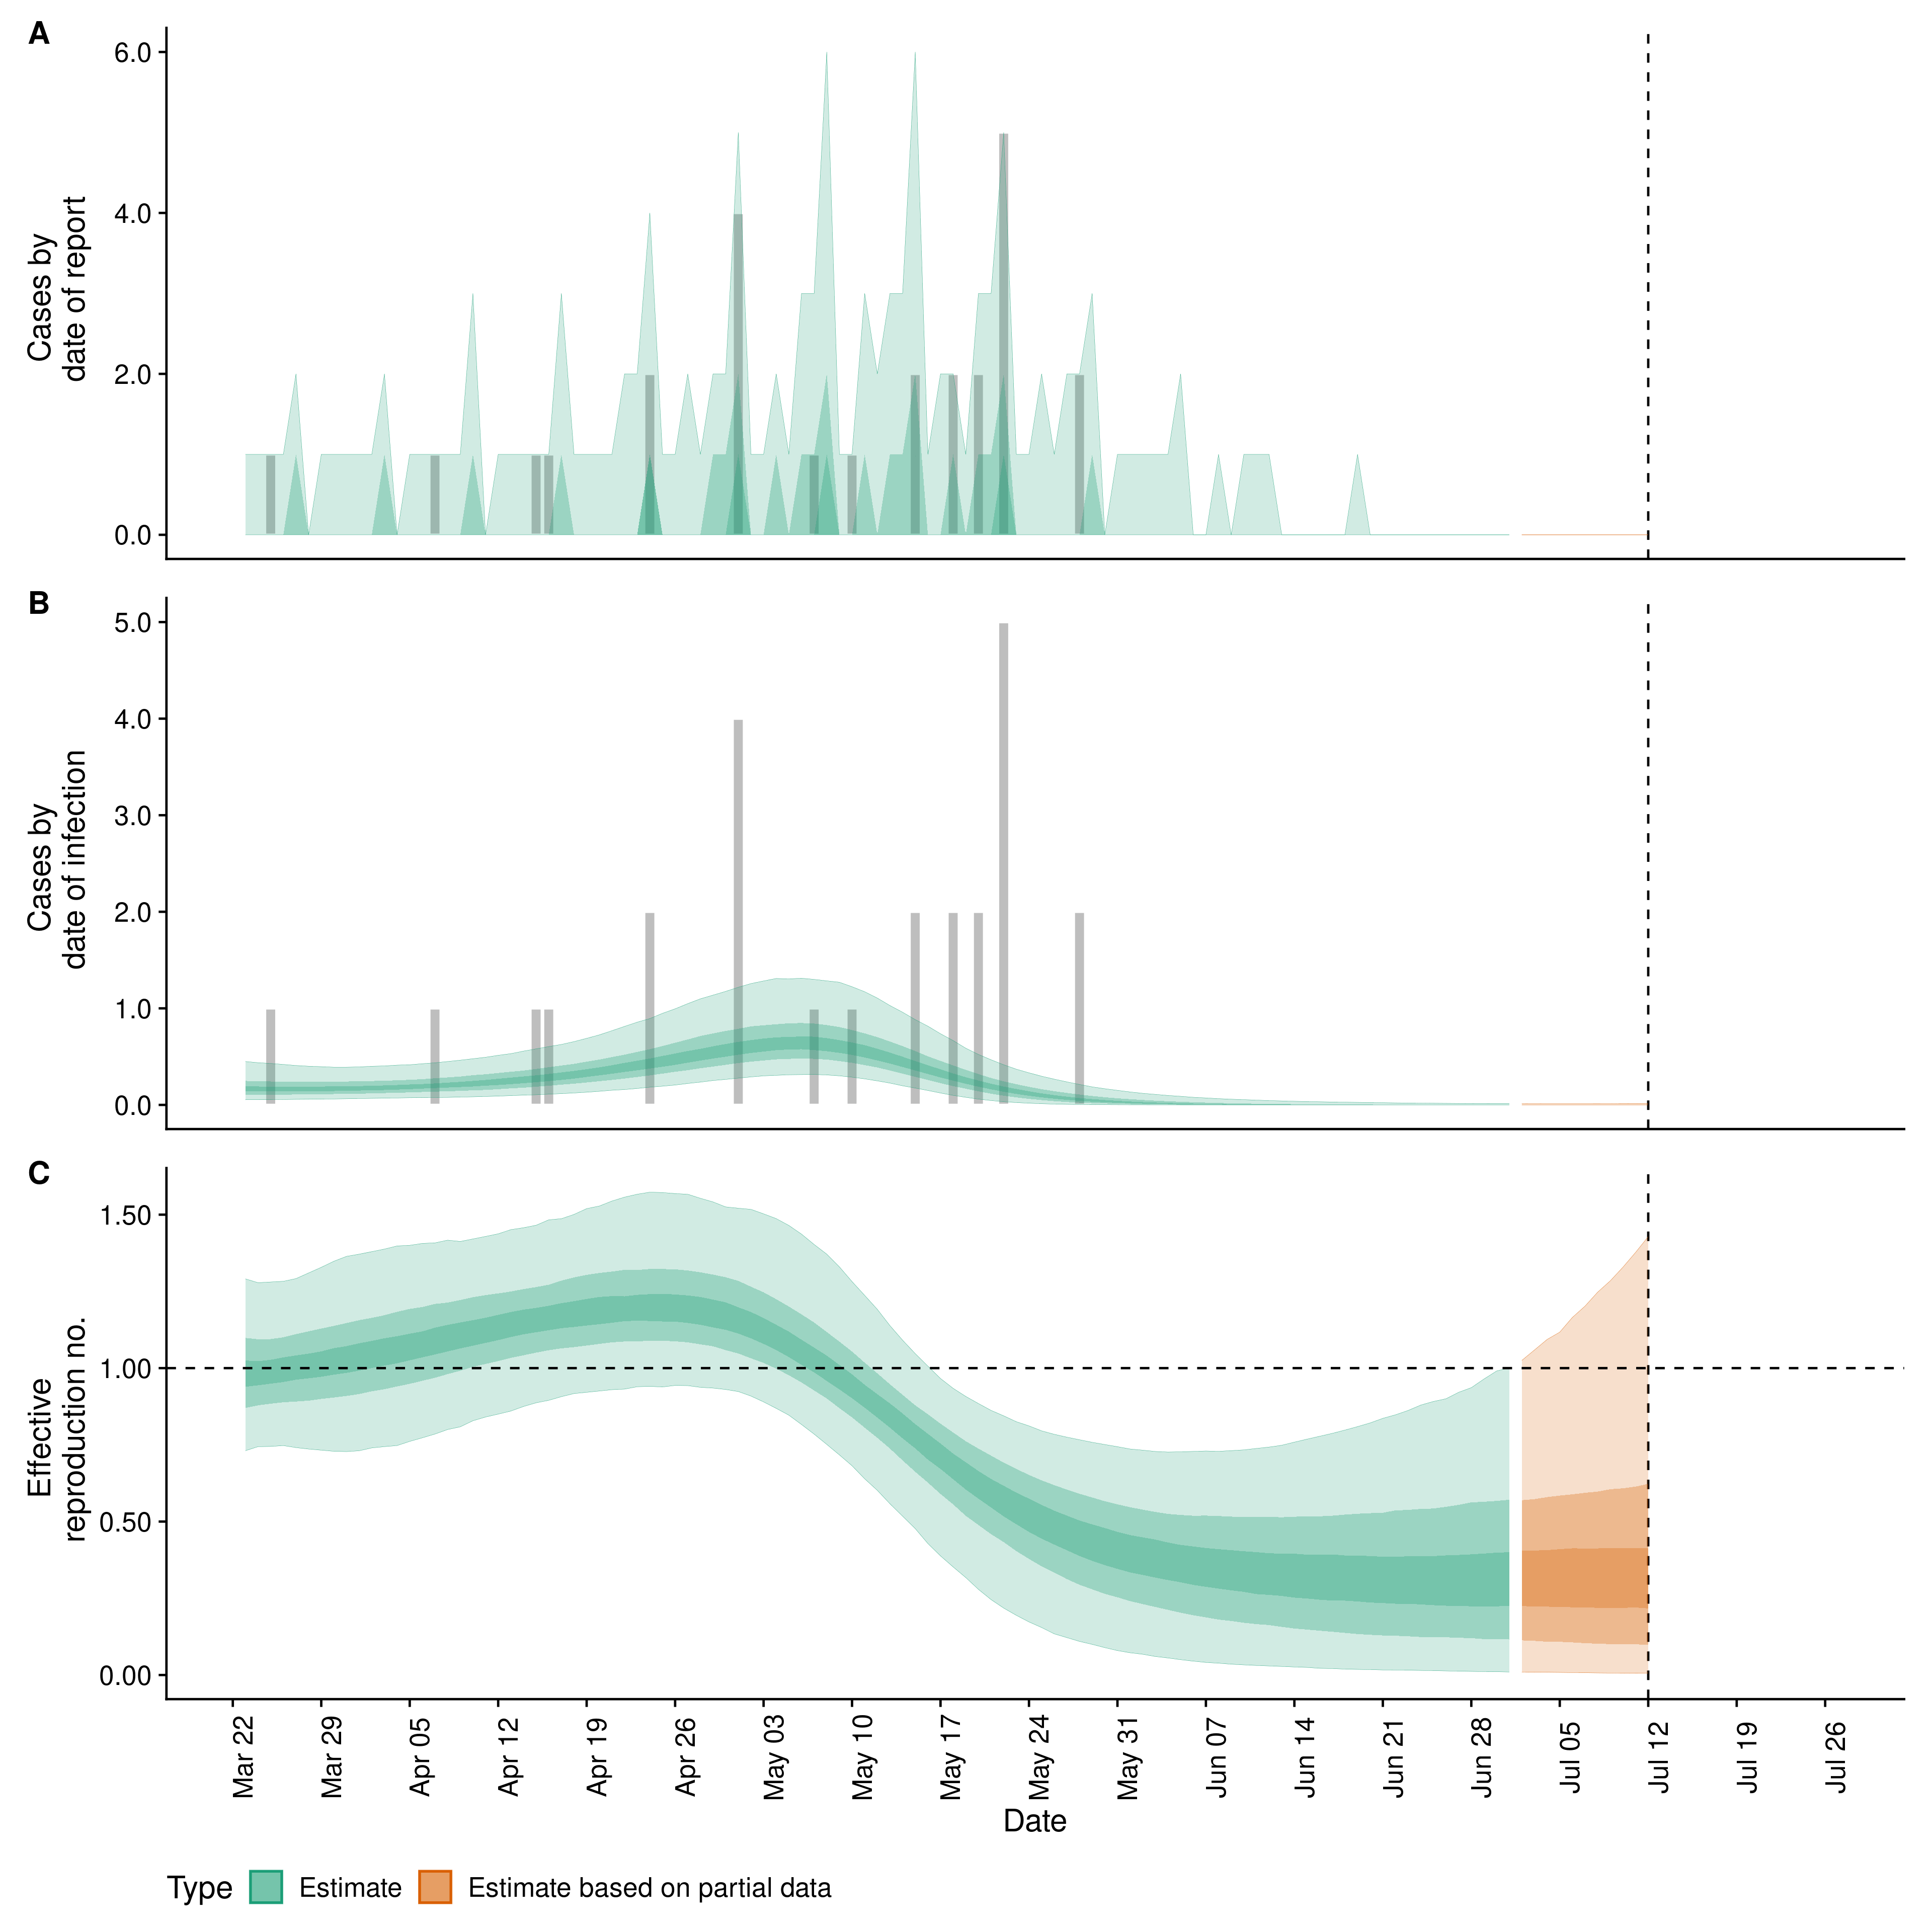 A
6.0
4.0
2.0
0.0
Cases by
date of report
B
5.0
4.0
3.0
2.0
1.0
0.0
Cases by
date of infection
C
1.50
1.00
0.50
0.00
Effective
reproduction no.
Mar 22
Mar 29
Apr 05
Apr 12
Apr 19
Apr 26
May 03
May 10
May 17
May 24
May 31
Jun 07
Jun 14
Jun 21
Jun 28
Jul 05
Jul 12
Jul 19
Jul 26
Date
Type Estimate Estimate based on partial data